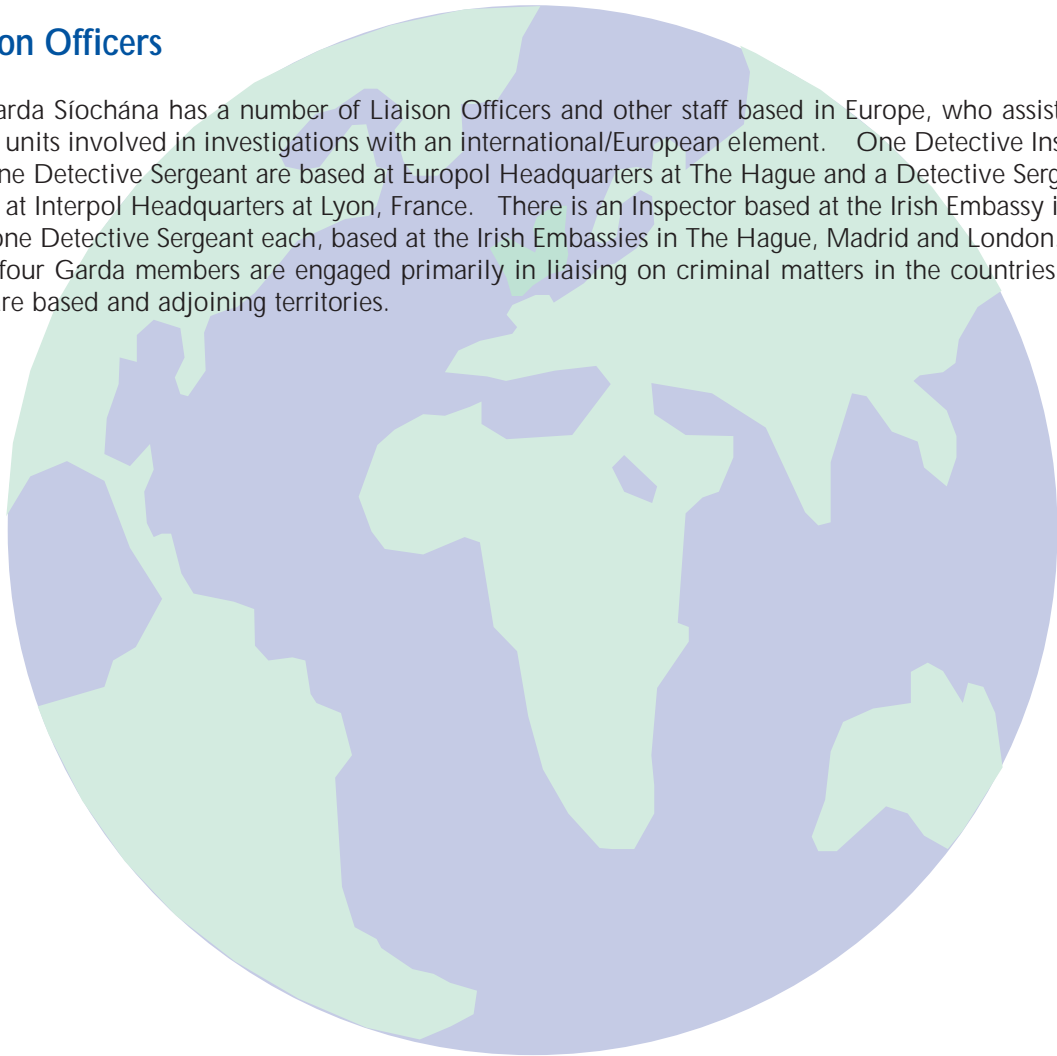 on Officers
arda Síochána has a number of Liaison Officers and other staff based in Europe, who assist
units involved in investigations with an international/European element. One Detective Ins
ne Detective Sergeant are based at Europol Headquarters at The Hague and a Detective Serg
at Interpol Headquarters at Lyon, France. There is an Inspector based at the Irish Embassy i
one Detective Sergeant each, based at the Irish Embassies in The Hague, Madrid and London.
four Garda members are engaged primarily in liaising on criminal matters in the countries
re based and adjoining territories.